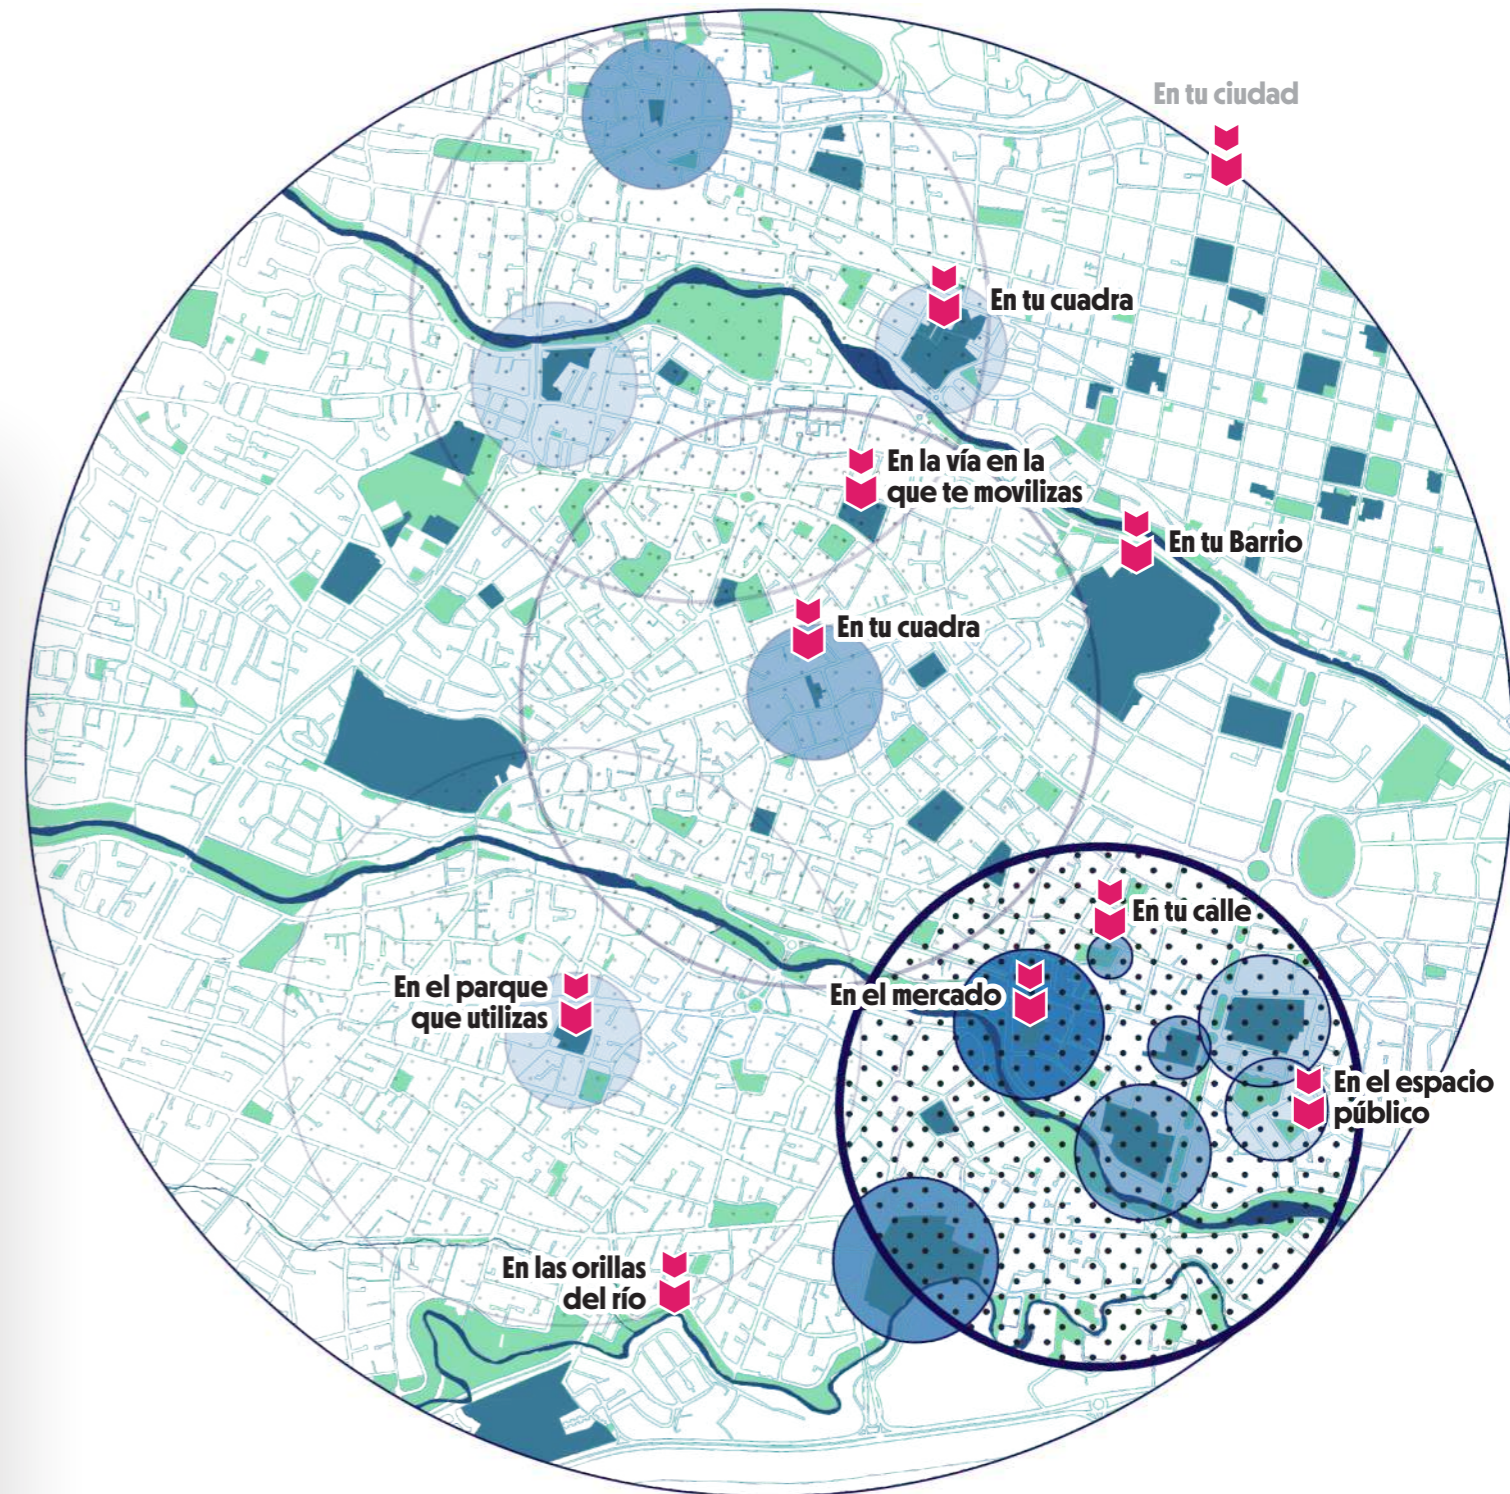 En tu ciudad
En tu cuadra
En la vía en la
que te movilizas
En tu Barrio
En tu cuadra
En tu calle
En el parque
que utilizas
En el mercado
En el espacio
público
En las orillas
del río